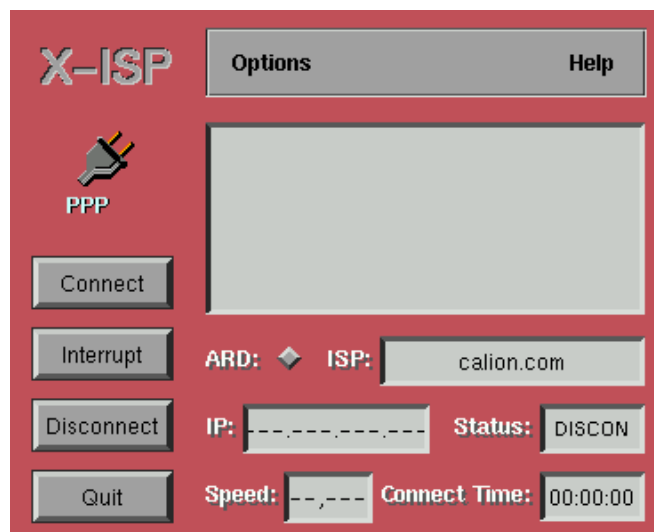 X-ISP
Options Help
PPP
Connect
Interrupt
ARD: ISP: calion.com
Disconnect
IP: ---.---.---.--- Status: DISCON
Quit
Speed: --,--- Connect Time: 00:00:00